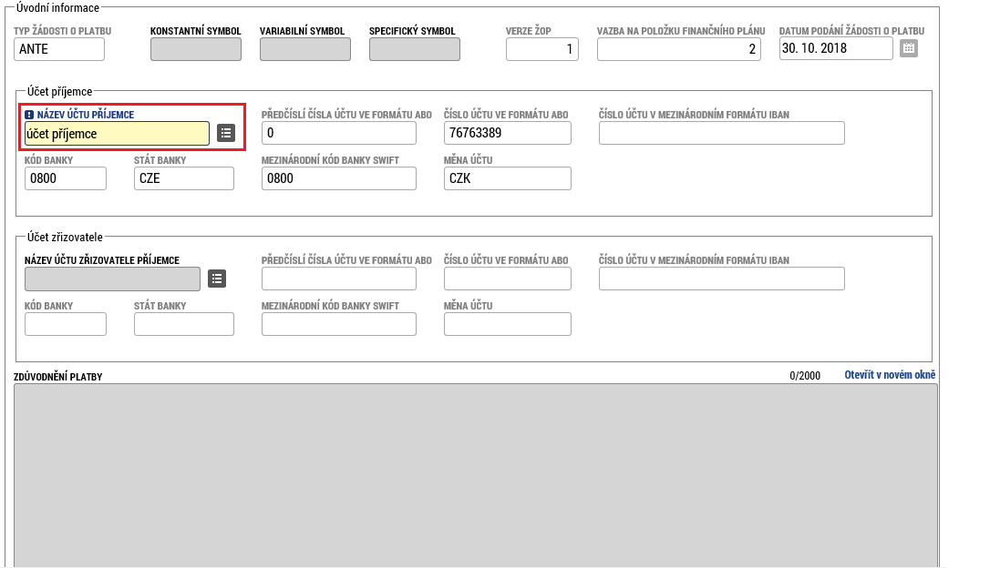 Úvodní informace
TYP ŽÁDOSTI O PLATBU KONSTANTNÍ SYMBOL VARIABILNÍ SYMBOL SPECIFICKÝ SYMBOL VERZE ŽOP VAZBA NA POLOŽKU FINANČNÍHO PLÁNU DATUM PODÁNÍ ŽÁDOSTI O PLATBU
ANTE 1 2 30. 10. 2018
Účet příjemce
NÁZEV ÚČTU PŘÍJEMCE PŘEDČÍSLÍ ČÍSLA ÚČTU VE FORMÁTU ABO ČÍSLO ÚČTU VE FORMÁTU ABO ČÍSLO ÚČTU V MEZINÁRODNÍM FORMÁTU IBAN
účet příjemce 0 76763389
KÓD BANKY STÁT BANKY MEZINÁRODNÍ KÓD BANKY SWIFT MĚNA ÚČTU
0800 CZE 0800 CZK
Účet zřizovatele
NÁZEV ÚČTU ZŘIZOVATELE PŘÍJEMCE PŘEDČÍSLÍ ČÍSLA ÚČTU VE FORMÁTU ABO ČÍSLO ÚČTU VE FORMÁTU ABO ČÍSLO ÚČTU V MEZINÁRODNÍM FORMÁTU IBAN
KÓD BANKY STÁT BANKY MEZINÁRODNÍ KÓD BANKY SWIFT MĚNA ÚČTU
ZDŮVODNĚNÍ PLATBY 0/2000 Otevřít v novém okně